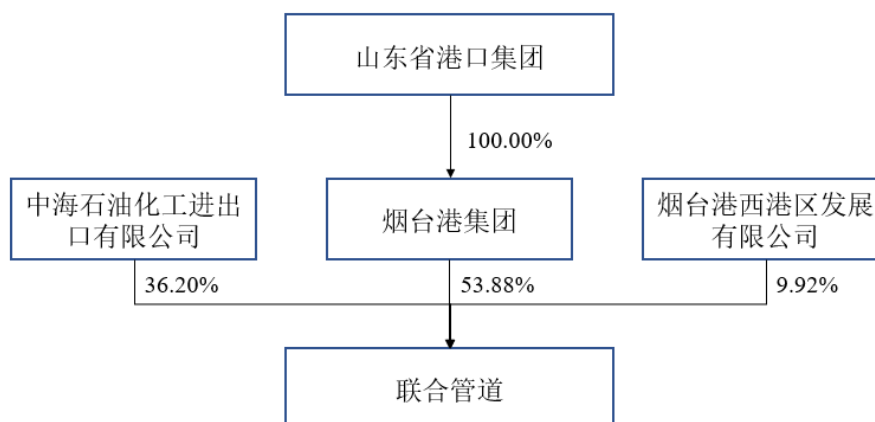 山东省港口集团
100.00%
中海石油化工进出
口有限公司
烟台港集团
烟台港西港区发展
有限公司
36.20%
53.88%
9.92%
联合管道